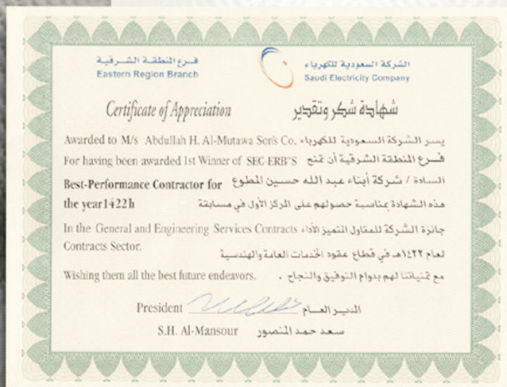 فرع المنطقة الشرقية
Eastern Region Branch
الشركة السعودية للكهرباء
Saudi Electricity Company
Certificate of Appreciation
شهادة شكر وتقدير
Awarded to M/s Abdullah H. Al-Mutawa Sons Co.
For having been awarded 1st Winner of SEC-ERB'S
Best-Performance Contractor for
the year 1422 h
In the General and Engineering Services Contracts
Contracts Sector.
Wishing them all the best future endeavors.
يسر الشركة السعودية للكهرباء
فرع المنطقة الشرقية أن تمنح
السادة / شركة أبناء عبد الله حسين المطوع
هذه الشهادة بمناسبة حصولهم على المركز الأول في مسابقة
جائزة الشركة للمقاول المتميز الأداء
لعام ١٤٢٢هـ في قطاع عقود الخدمات العامة والهندسية
مع تمنياتنا لهم بدوام التوفيق والنجاح .
President
المدير العام
S.H. Al-Mansour
سعد حمد المنصور